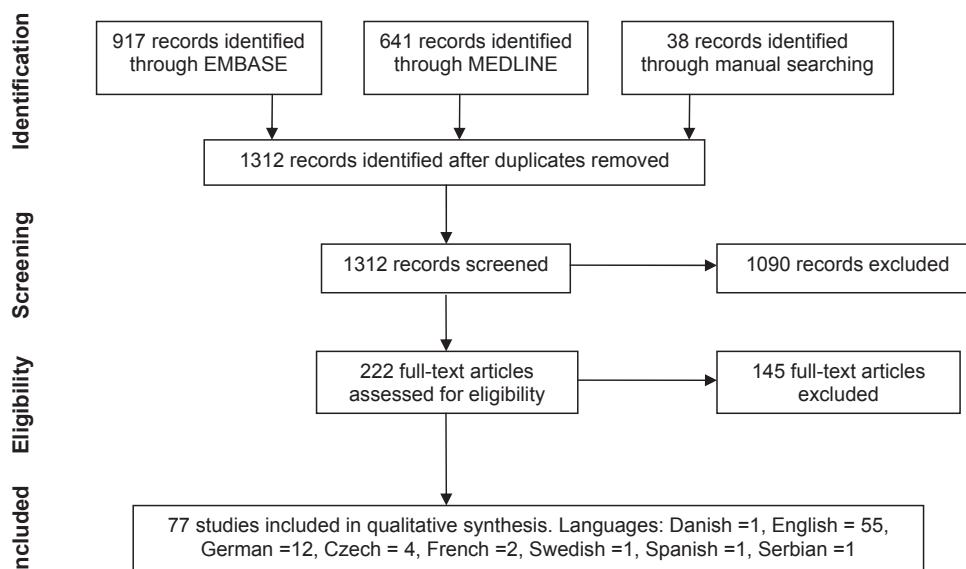 Identification
917 records identified
through EMBASE
641 records identified
through MEDLINE
38 records identified
through manual searching
1312 records identified after duplicates removed
Screening
1312 records screened
1090 records excluded
Eligibility
222 full-text articles
assessed for eligibility
145 full-text articles
excluded
Included
77 studies included in qualitative synthesis. Languages: Danish =1, English = 55,
German =12, Czech = 4, French =2, Swedish =1, Spanish =1, Serbian =1